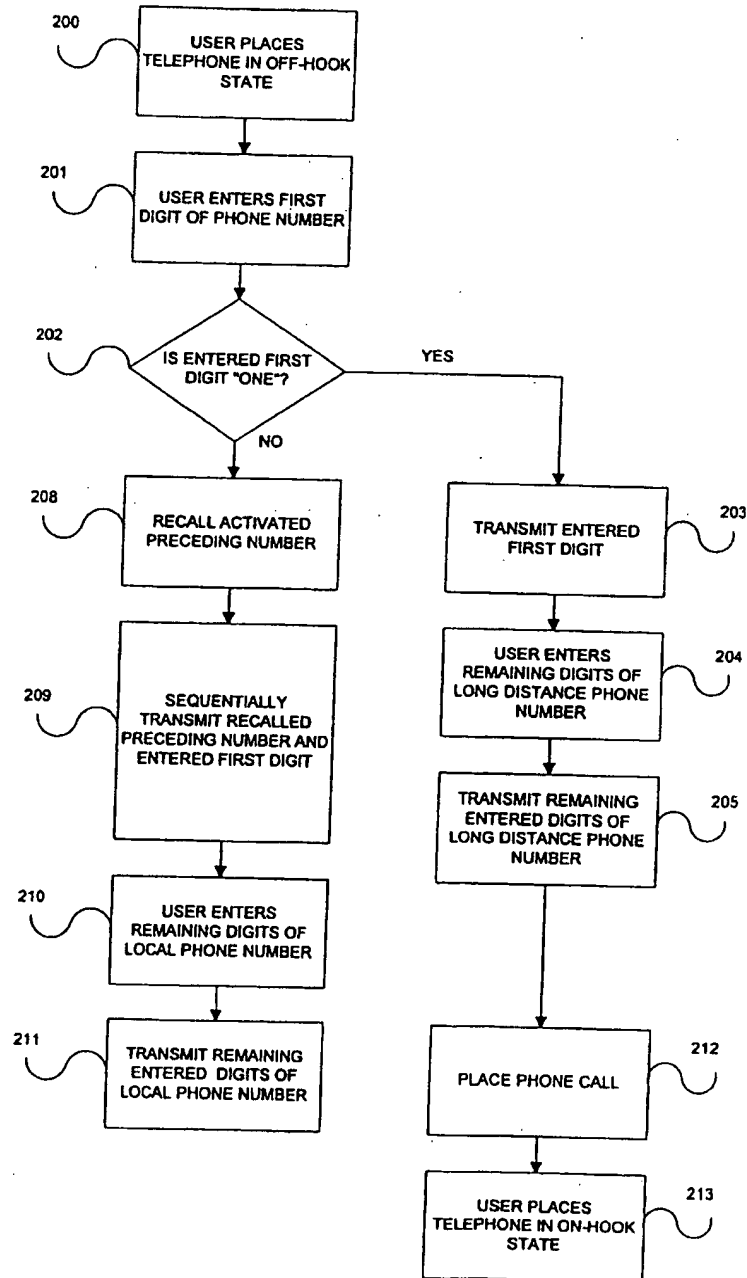 200
USER PLACES
TELEPHONE IN OFF-HOOK
STATE
201
USER ENTERS FIRST
DIGIT OF PHONE NUMBER
202
IS ENTERED FIRST
DIGIT "ONE"?
YES
NO
208
RECALL ACTIVATED
PRECEDING NUMBER
203
TRANSMIT ENTERED
FIRST DIGIT
209
SEQUENTIALLY
TRANSMIT RECALLED
PRECEDING NUMBER AND
ENTERED FIRST DIGIT
204
USER ENTERS
REMAINING DIGITS OF
LONG DISTANCE PHONE
NUMBER
205
TRANSMIT REMAINING
ENTERED DIGITS OF
LONG DISTANCE PHONE
NUMBER
210
USER ENTERS
REMAINING DIGITS OF
LOCAL PHONE NUMBER
211
TRANSMIT REMAINING
ENTERED DIGITS OF
LOCAL PHONE NUMBER
212
PLACE PHONE CALL
213
USER PLACES
TELEPHONE IN ON-HOOK
STATE